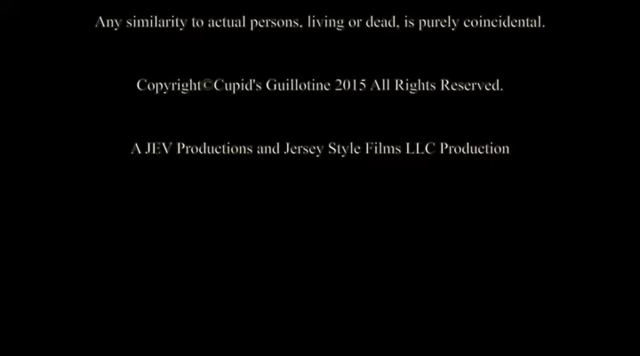 Any similarity to actual persons, living or dead, is purely coincidental.
Copyright©Cupid's Guillotine 2015 All Rights Reserved.
A JEV Productions and Jersey Style Films LLC Production